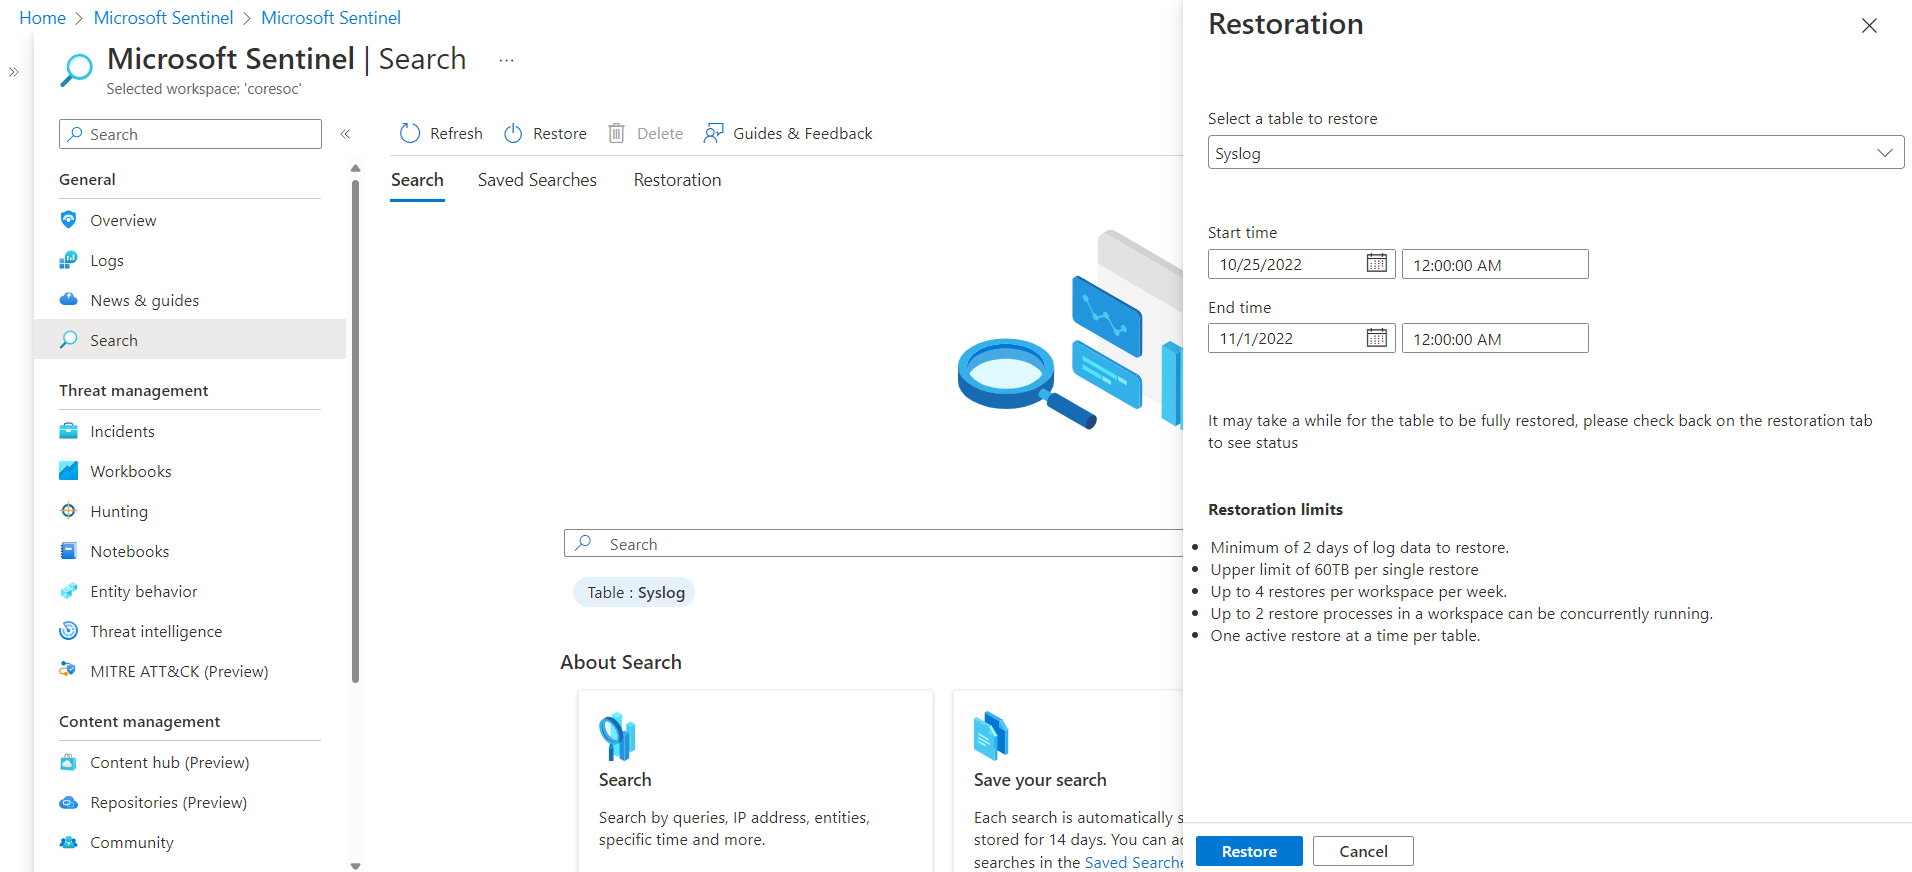 Home > Microsoft Sentinel > Microsoft Sentinel
Microsoft Sentinel | Search ...
Selected workspace: 'coresoc'
Search
General
Overview
Logs
News & guides
Search
Threat management
Incidents
Workbooks
Hunting
Notebooks
Entity behavior
Threat intelligence
MITRE ATT&CK (Preview)
Content management
Content hub (Preview)
Repositories (Preview)
Community
Refresh Restore Delete Guides & Feedback
Search Saved Searches Restoration
Search
Table : Syslog
About Search
Search
Search by queries, IP address, entities,
specific time and more.
Save your search
Each search is automatically s
stored for 14 days. You can ac
searches in the Saved Searche
Restoration
Select a table to restore
Syslog
Start time
10/25/2022 12:00:00 AM
End time
11/1/2022 12:00:00 AM
It may take a while for the table to be fully restored, please check back on the restoration tab
to see status
Restoration limits
• Minimum of 2 days of log data to restore.
• Upper limit of 60TB per single restore
• Up to 4 restores per workspace per week.
• Up to 2 restore processes in a workspace can be concurrently running.
• One active restore at a time per table.
Restore Cancel